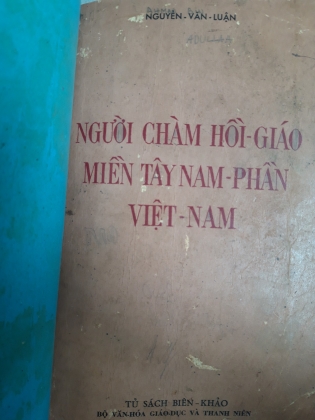 NGUYỄN-VĂN-LUẬN
NGƯỜI CHÀM HỒI-GIÁO
MIỀN TÂY NAM-PHẦN
VIỆT-NAM
TỦ SÁCH BIÊN-KHẢO
BỘ VĂN-HÓA GIÁO-DỤC VÀ THANH NIÊN